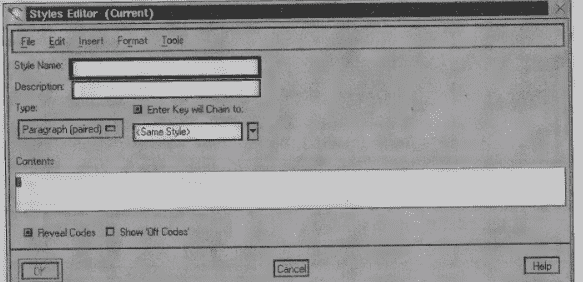 Styles Editor (Current)
File Edit Insert Format Tools
Style Name:
Description:
Type:
Enter Key will Chain to:
Paragraph (paired)
<Same Style>
Contents
Reveal Codes Show 'Off Codes'
OK Cancel Help